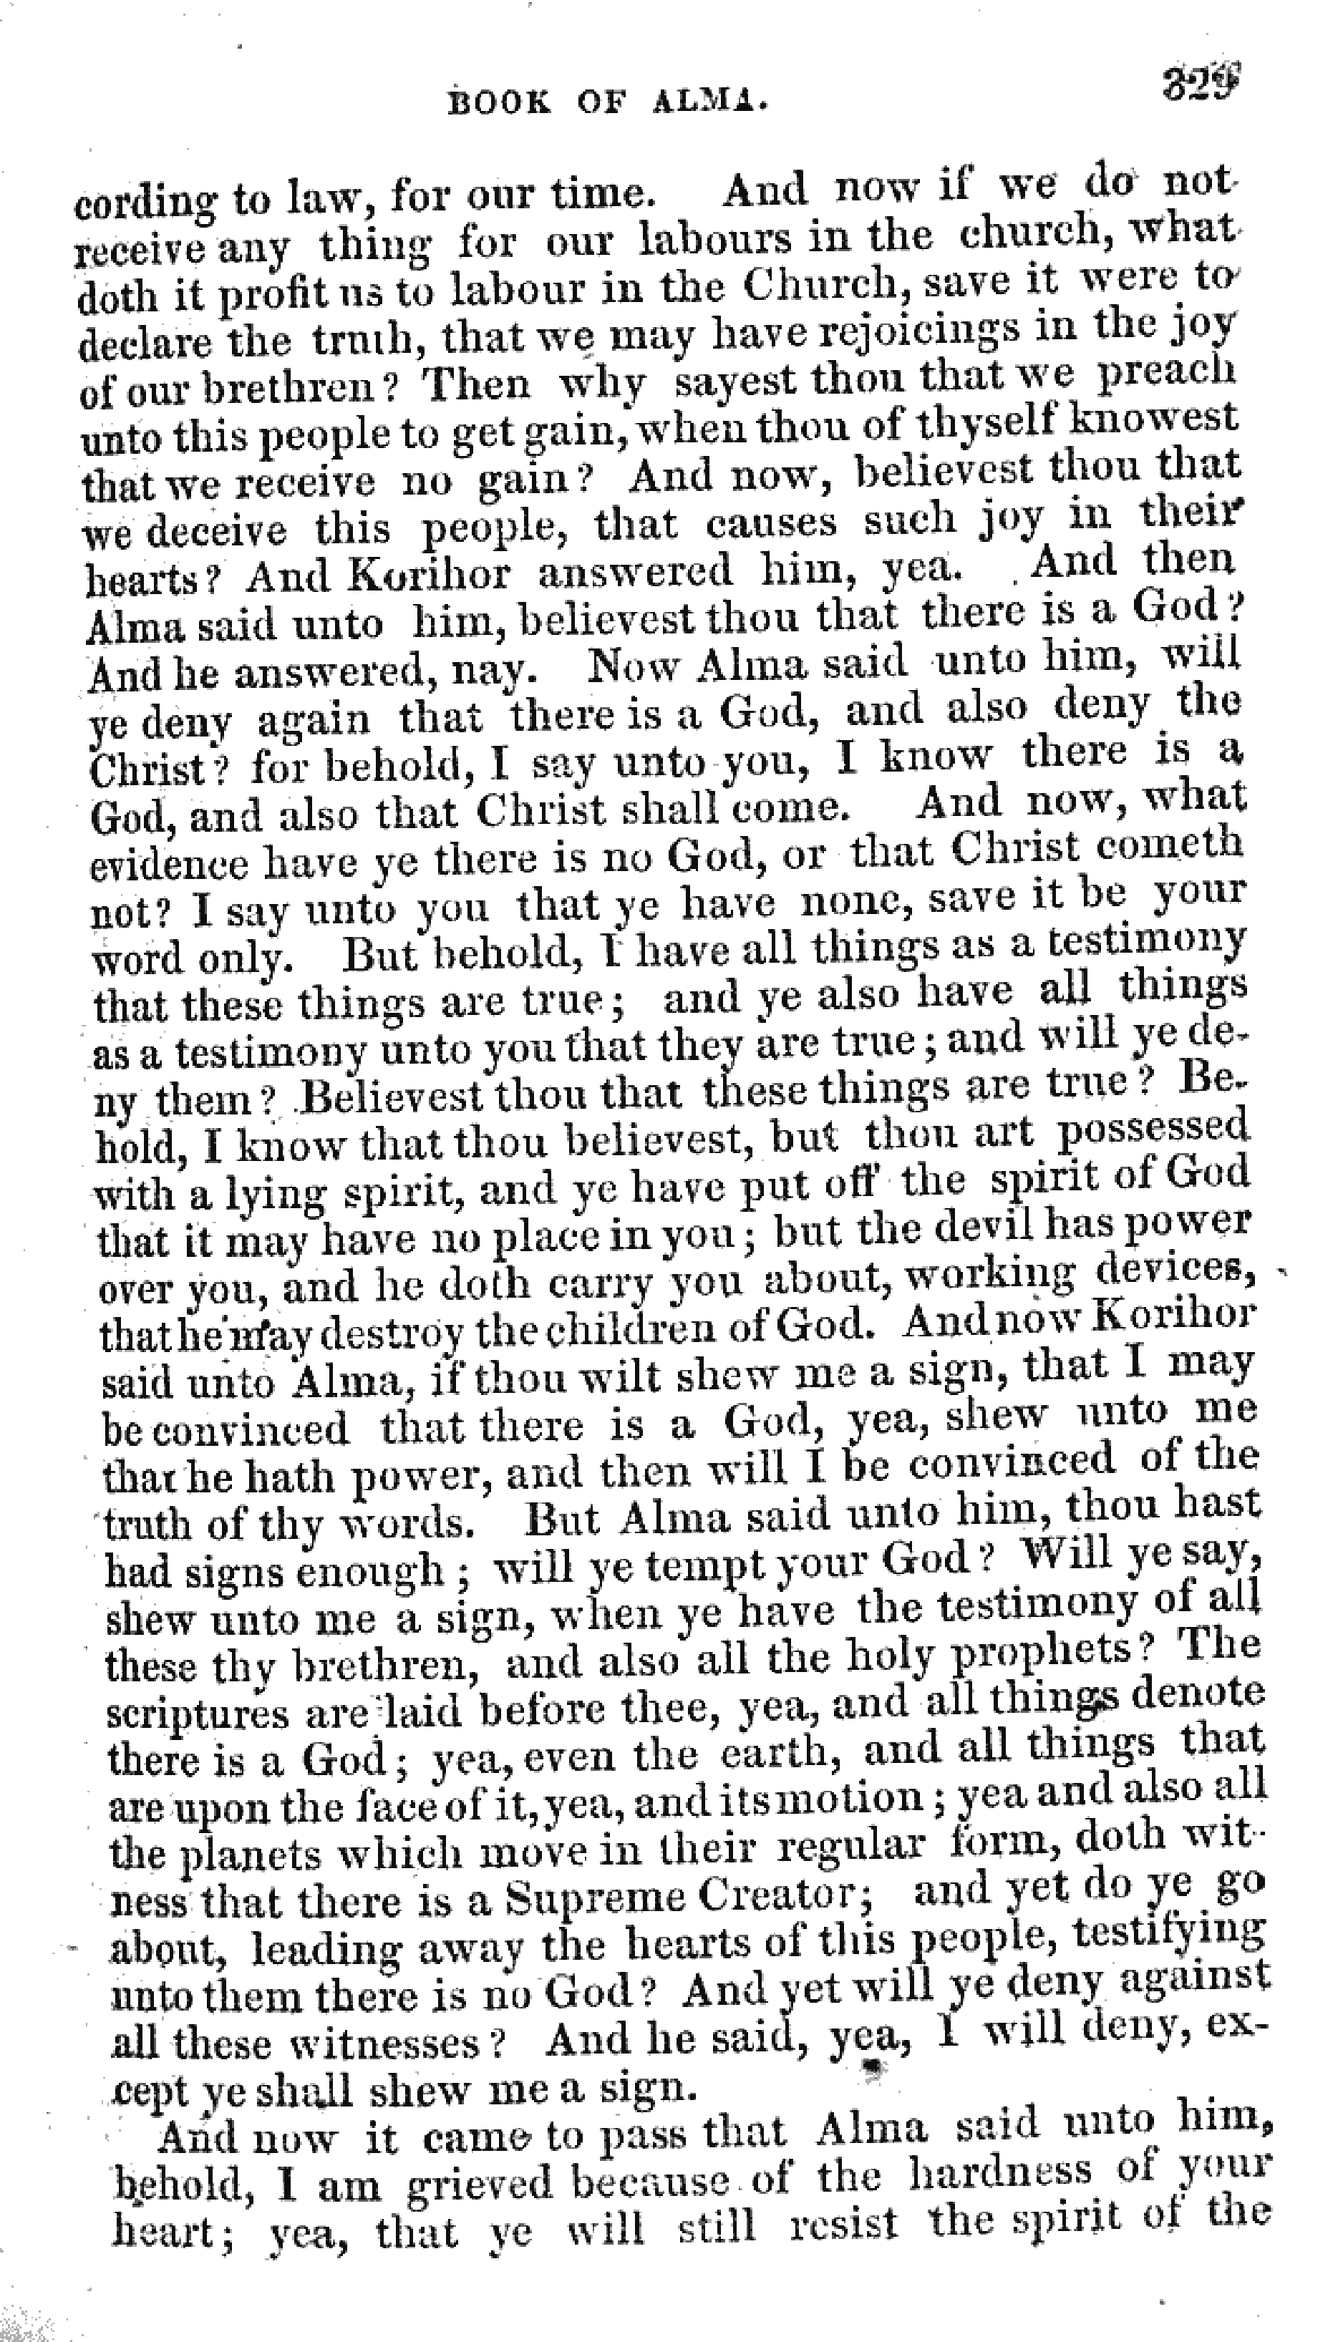 BOOK OF ALMA. 329
cording to law, for our time. And now if we do not
receive any thing for our labours in the church, what
doth it profit us to labour in the Church, save it were to
declare the truth, that we may have rejoicings in the joy
of our brethren? Then why sayest thou that we preach
unto this people to get gain, when thou of thyself knowest
that we receive no gain? And now, believest thou that
we deceive this people, that causes such joy in their
hearts? And Korihor answered him, yea. And then
Alma said unto him, believest thou that there is a God?
And he answered, nay. Now Alma said unto him, will
ye deny again that there is a God, and also deny the
Christ? for behold, I say unto you, I know there is a
God, and also that Christ shall come. And now, what
evidence have ye there is no God, or that Christ cometh
not? I say unto you that ye have none, save it be your
word only. But behold, I have all things as a testimony
that these things are true; and ye also have all things
as a testimony unto you that they are true; and will ye de-
ny them? Believest thou that these things are true? Be-
hold, I know that thou believest, but thou art possessed
with a lying spirit, and ye have put off the spirit of God
that it may have no place in you; but the devil has power
over you, and he doth carry you about, working devices,
that he may destroy the children of God. And now Korihor
said unto Alma, if thou wilt shew me a sign, that I may
be convinced that there is a God, yea, shew unto me
that he hath power, and then will I be convinced of the
truth of thy words. But Alma said unto him, thou hast
had signs enough; will ye tempt your God? Will ye say,
shew unto me a sign, when ye have the testimony of all
these thy brethren, and also all the holy prophets? The
scriptures are laid before thee, yea, and all things denote
there is a God; yea, even the earth, and all things that
are upon the face of it, yea, and its motion; yea and also all
the planets which move in their regular form, doth wit-
ness that there is a Supreme Creator; and yet do ye go
about, leading away the hearts of this people, testifying
unto them there is no God? And yet will ye deny against
all these witnesses? And he said, yea, I will deny, ex-
cept ye shall shew me a sign.
And now it came to pass that Alma said unto him,
behold, I am grieved because of the hardness of your
heart; yea, that ye will still resist the spirit of the